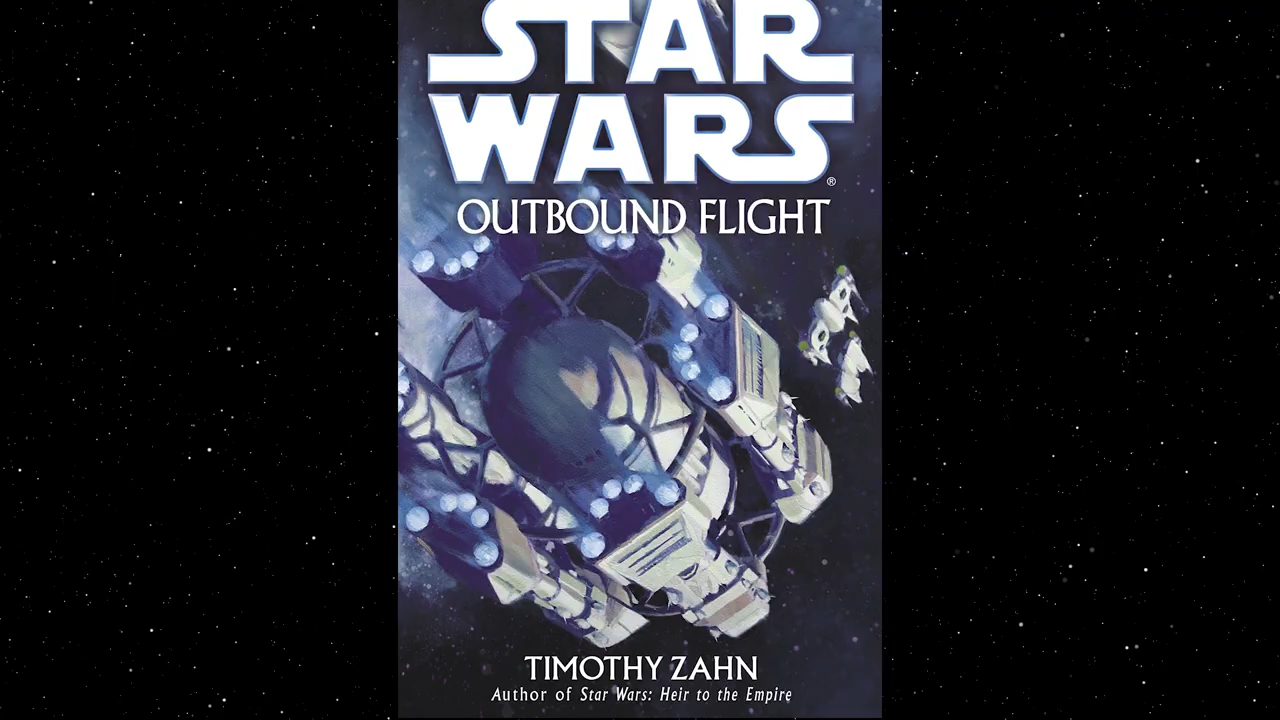 STAR
WARS®
OUTBOUND FLIGHT
TIMOTHY ZAHN
Author of Star Wars: Heir to the Empire